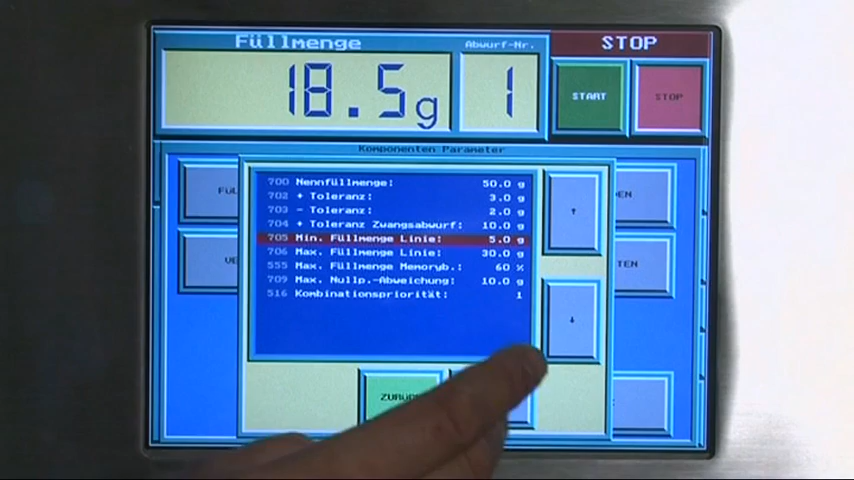 Füllmenge
Abwurf-Nr.
STOP
18.5g
1
START
STOP
Komponenten Parameter
700 Nennfüllmenge: 50.0 g
702 + Toleranz: 3.0 g
703 - Toleranz: 2.0 g
704 + Toleranz Zwangsabwurf: 10.0 g
705 Min. Füllmenge Linie: 5.0 g
706 Max. Füllmenge Linie: 30.0 g
555 Max. Füllmenge Memoryb.: 60 %
709 Max. Nullp.-Abweichung: 10.0 g
516 Kombinationspriorität: 1
↑
↓